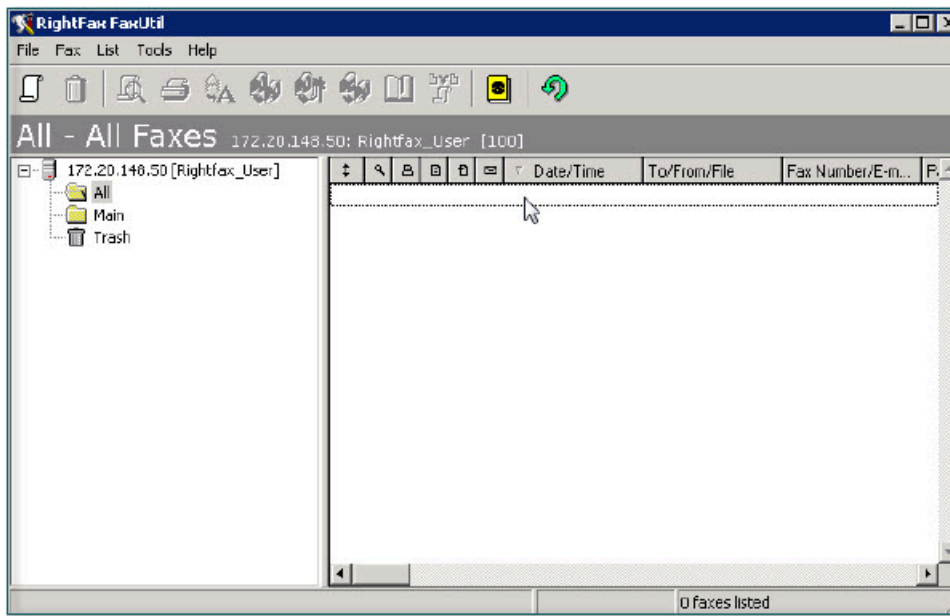 RightFax FaxUtil
File Fax List Tools Help
All - All Faxes 172.20.148.50: Rightfax_User [100]
172.20.148.50 [Rightfax_User]
All
Main
Trash
Date/Time To/From/File Fax Number/E-m...
0 faxes listed